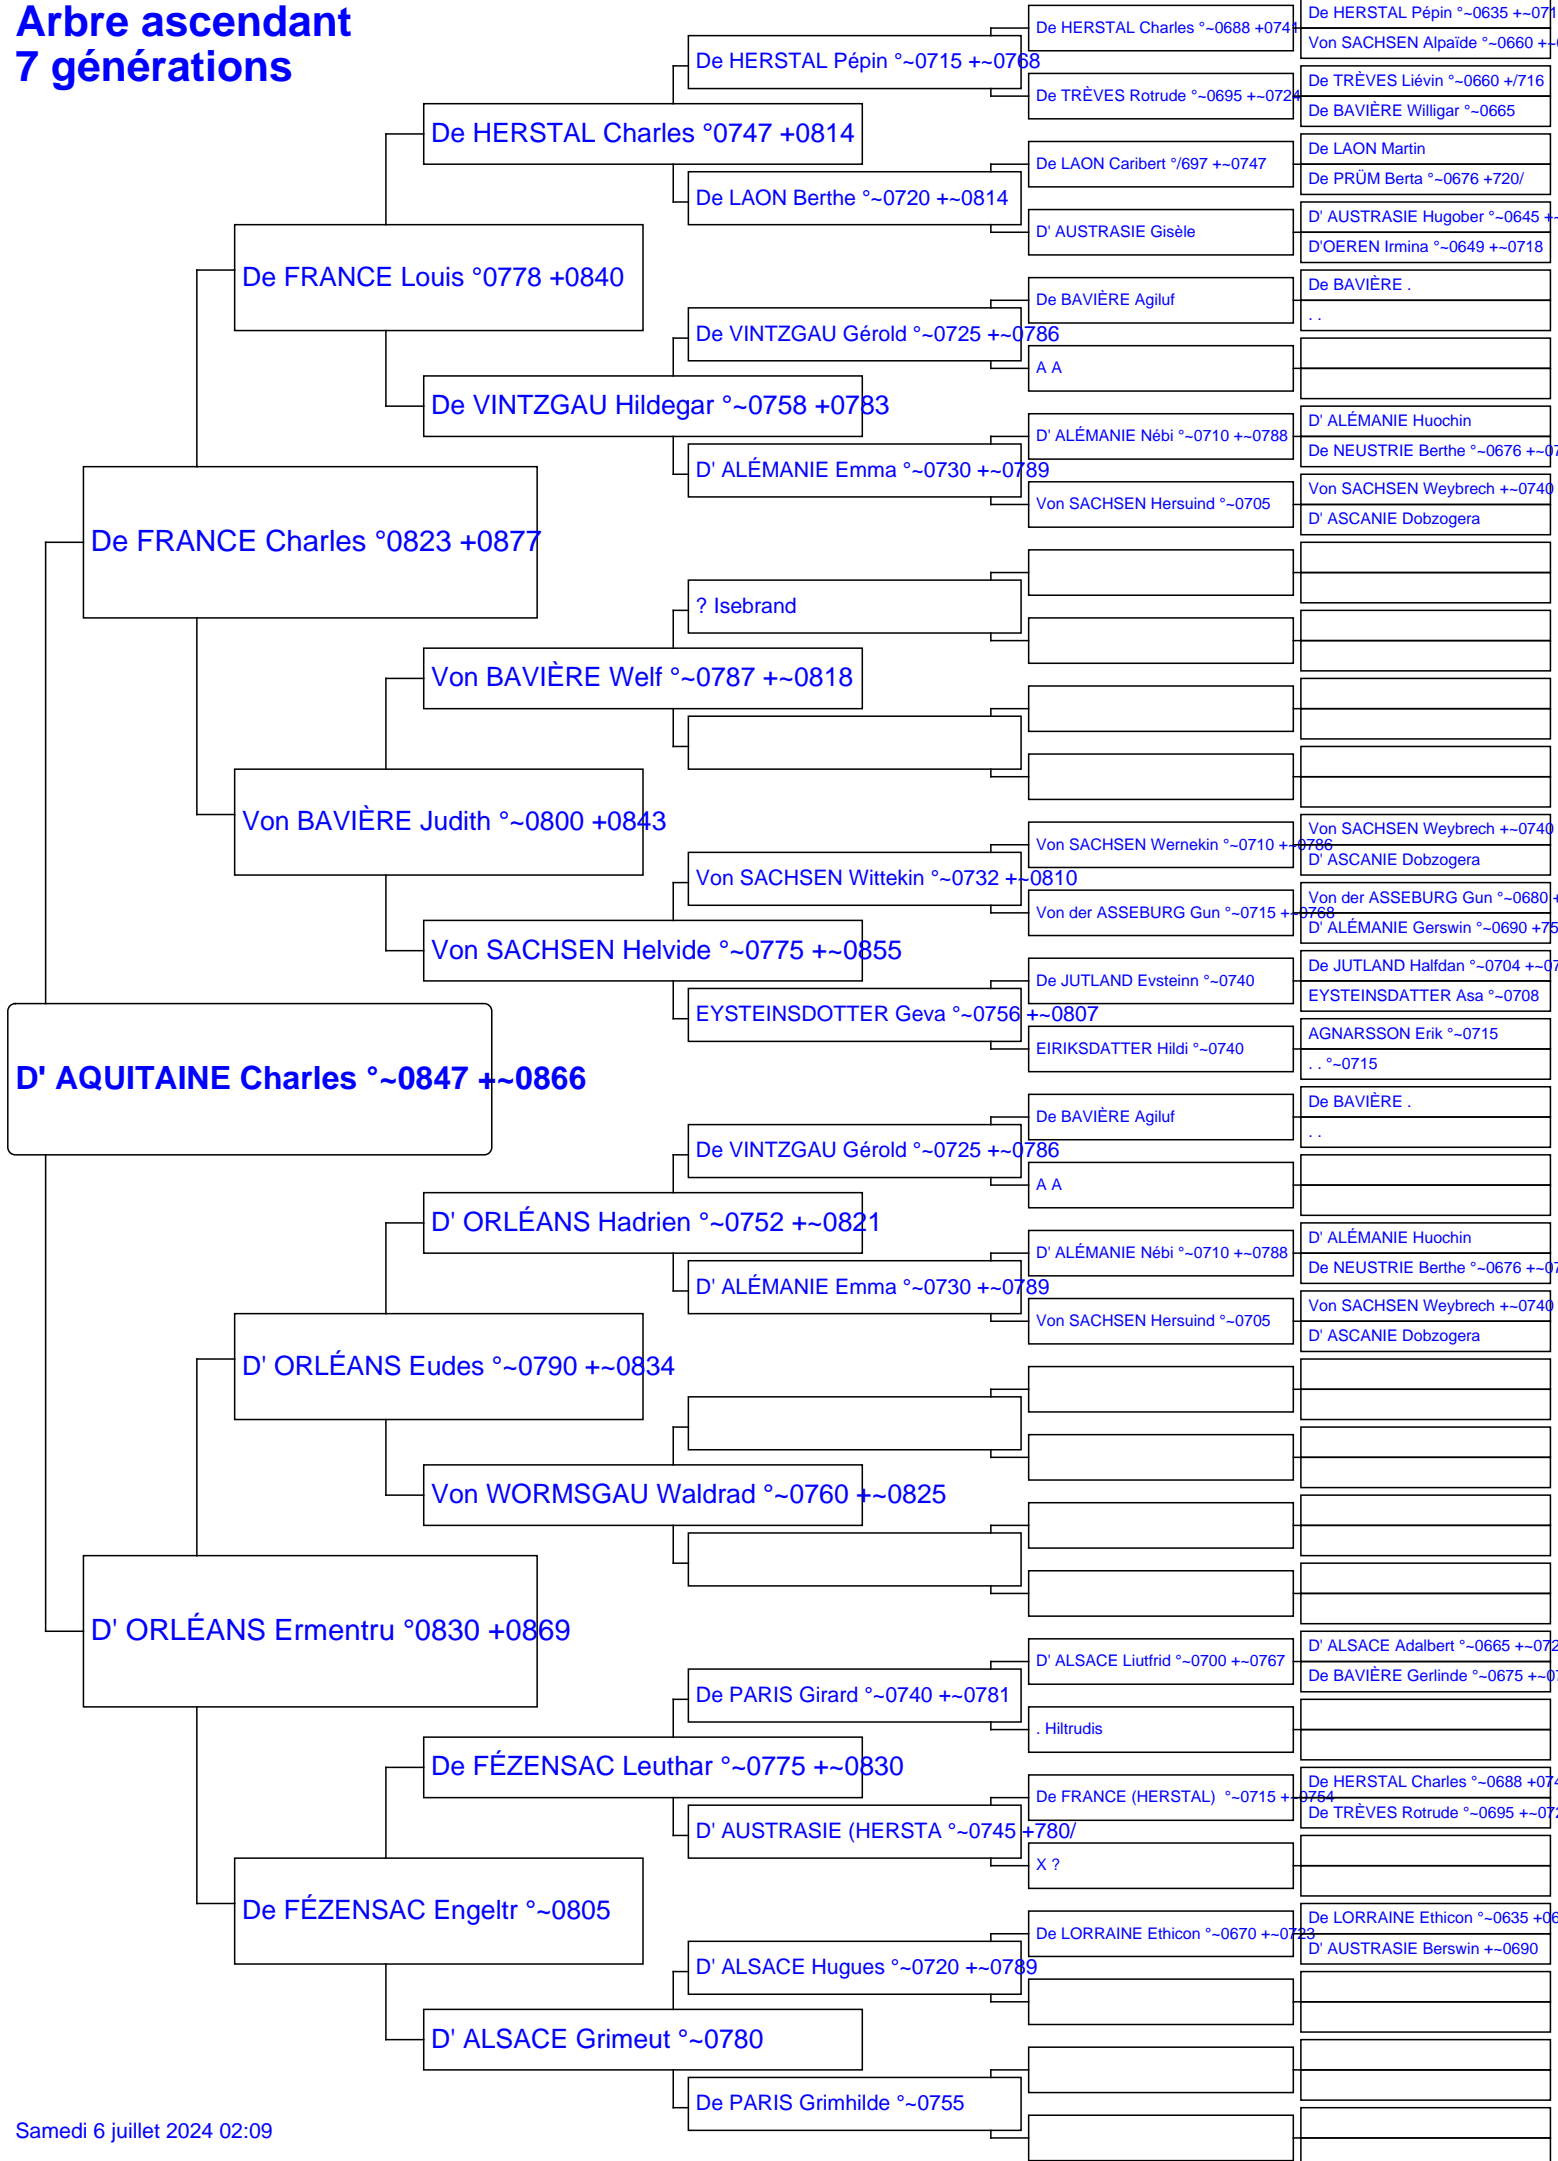 Arbre ascendant
7 générations
D' AQUITAINE Charles °~0847 +~0866
De FRANCE Charles °0823 +0877
D' ORLÉANS Ermentru °0830 +0869
De FRANCE Louis °0778 +0840
Von BAVIÈRE Judith °~0800 +0843
D' ORLÉANS Eudes °~0790 +~0834
De FÉZENSAC Engeltr °~0805
De HERSTAL Charles °0747 +0814
De VINTZGAU Hildegar °~0758 +0783
Von BAVIÈRE Welf °~0787 +~0818
Von SACHSEN Helvide °~0775 +~0855
D' ORLÉANS Hadrien °~0752 +~0821
Von WORMSGAU Waldrad °~0760 +~0825
De FÉZENSAC Leuthar °~0775 +~0830
D' ALSACE Grimeut °~0780
De HERSTAL Pépin °~0715 +~0768
De LAON Berthe °~0720 +~0814
De VINTZGAU Gérold °~0725 +~0786
D' ALÉMANIE Emma °~0730 +~0789
? Isebrand
Von SACHSEN Wittekin °~0732 +~0810
EYSTEINSDOTTER Geva °~0756 +~0807
De VINTZGAU Gérold °~0725 +~0786
D' ALÉMANIE Emma °~0730 +~0789
De PARIS Girard °~0740 +~0781
D' AUSTRASIE (HERSTA °~0745 +780/
D' ALSACE Hugues °~0720 +~0789
De PARIS Grimhilde °~0755
De HERSTAL Charles °~0688 +0741
De TRÈVES Rotrude °~0695 +~0724
De LAON Caribert °/697 +~0747
D' AUSTRASIE Gisèle
De BAVIÈRE Agiluf
A A
D' ALÉMANIE Nébi °~0710 +~0788
Von SACHSEN Hersuind °~0705
Von SACHSEN Wernekin °~0710 +~0786
Von der ASSEBURG Gun °~0715 +~0768
De JUTLAND Evsteinn °~0740
EIRIKSDATTER Hildi °~0740
De BAVIÈRE Agiluf
A A
D' ALÉMANIE Nébi °~0710 +~0788
Von SACHSEN Hersuind °~0705
D' ALSACE Liutfrid °~0700 +~0767
. Hiltrudis
De FRANCE (HERSTAL) °~0715 +~0754
X ?
De LORRAINE Ethicon °~0670 +~0723
De HERSTAL Pépin °~0635 +~071
Von SACHSEN Alpaïde °~0660 +~
De TRÈVES Liévin °~0660 +/716
De BAVIÈRE Willigar °~0665
De LAON Martin
De PRÜM Berta °~0676 +720/
D' AUSTRASIE Hugober °~0645 +~
D'OEREN Irmina °~0649 +~0718
De BAVIÈRE .
. .
D' ALÉMANIE Huochin
De NEUSTRIE Berthe °~0676 +~07
Von SACHSEN Weybrech +~0740
D' ASCANIE Dobzogera
Von SACHSEN Weybrech +~0740
D' ASCANIE Dobzogera
Von der ASSEBURG Gun °~0680 +
D' ALÉMANIE Gerswin °~0690 +75
De JUTLAND Halfdan °~0704 +~07
EYSTEINSDATTER Asa °~0708
AGNARSSON Erik °~0715
. . °~0715
De BAVIÈRE .
. .
D' ALÉMANIE Huochin
De NEUSTRIE Berthe °~0676 +~07
Von SACHSEN Weybrech +~0740
D' ASCANIE Dobzogera
D' ALSACE Adalbert °~0665 +~072
De BAVIÈRE Gerlinde °~0675 +~07
De HERSTAL Charles °~0688 +074
De TRÈVES Rotrude °~0695 +~072
De LORRAINE Ethicon °~0635 +06
D' AUSTRASIE Berswin +~0690
Samedi 6 juillet 2024 02:09